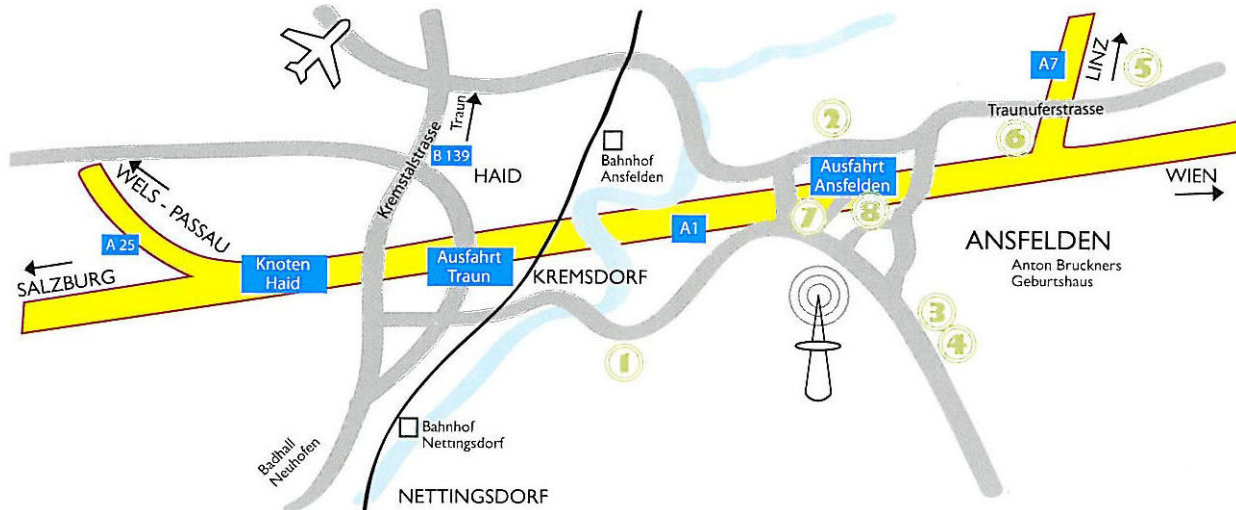 A7
LINZ
5
Traunuferstrasse
2
6
Traun
Kremstalstrasse
B 139
HAID
Bahnhof
Ansfelden
Ausfahrt
Ansfelden
WIEN
WELS - PASSAU
7
8
A 25
A1
ANSFELDEN
Anton Bruckners
Geburtshaus
SALZBURG
Knoten
Haid
Ausfahrt
Traun
KREMSDORF
3
4
1
Bahnhof
Nettingsdorf
Badhall
Neuhofen
NETTINGSDORF